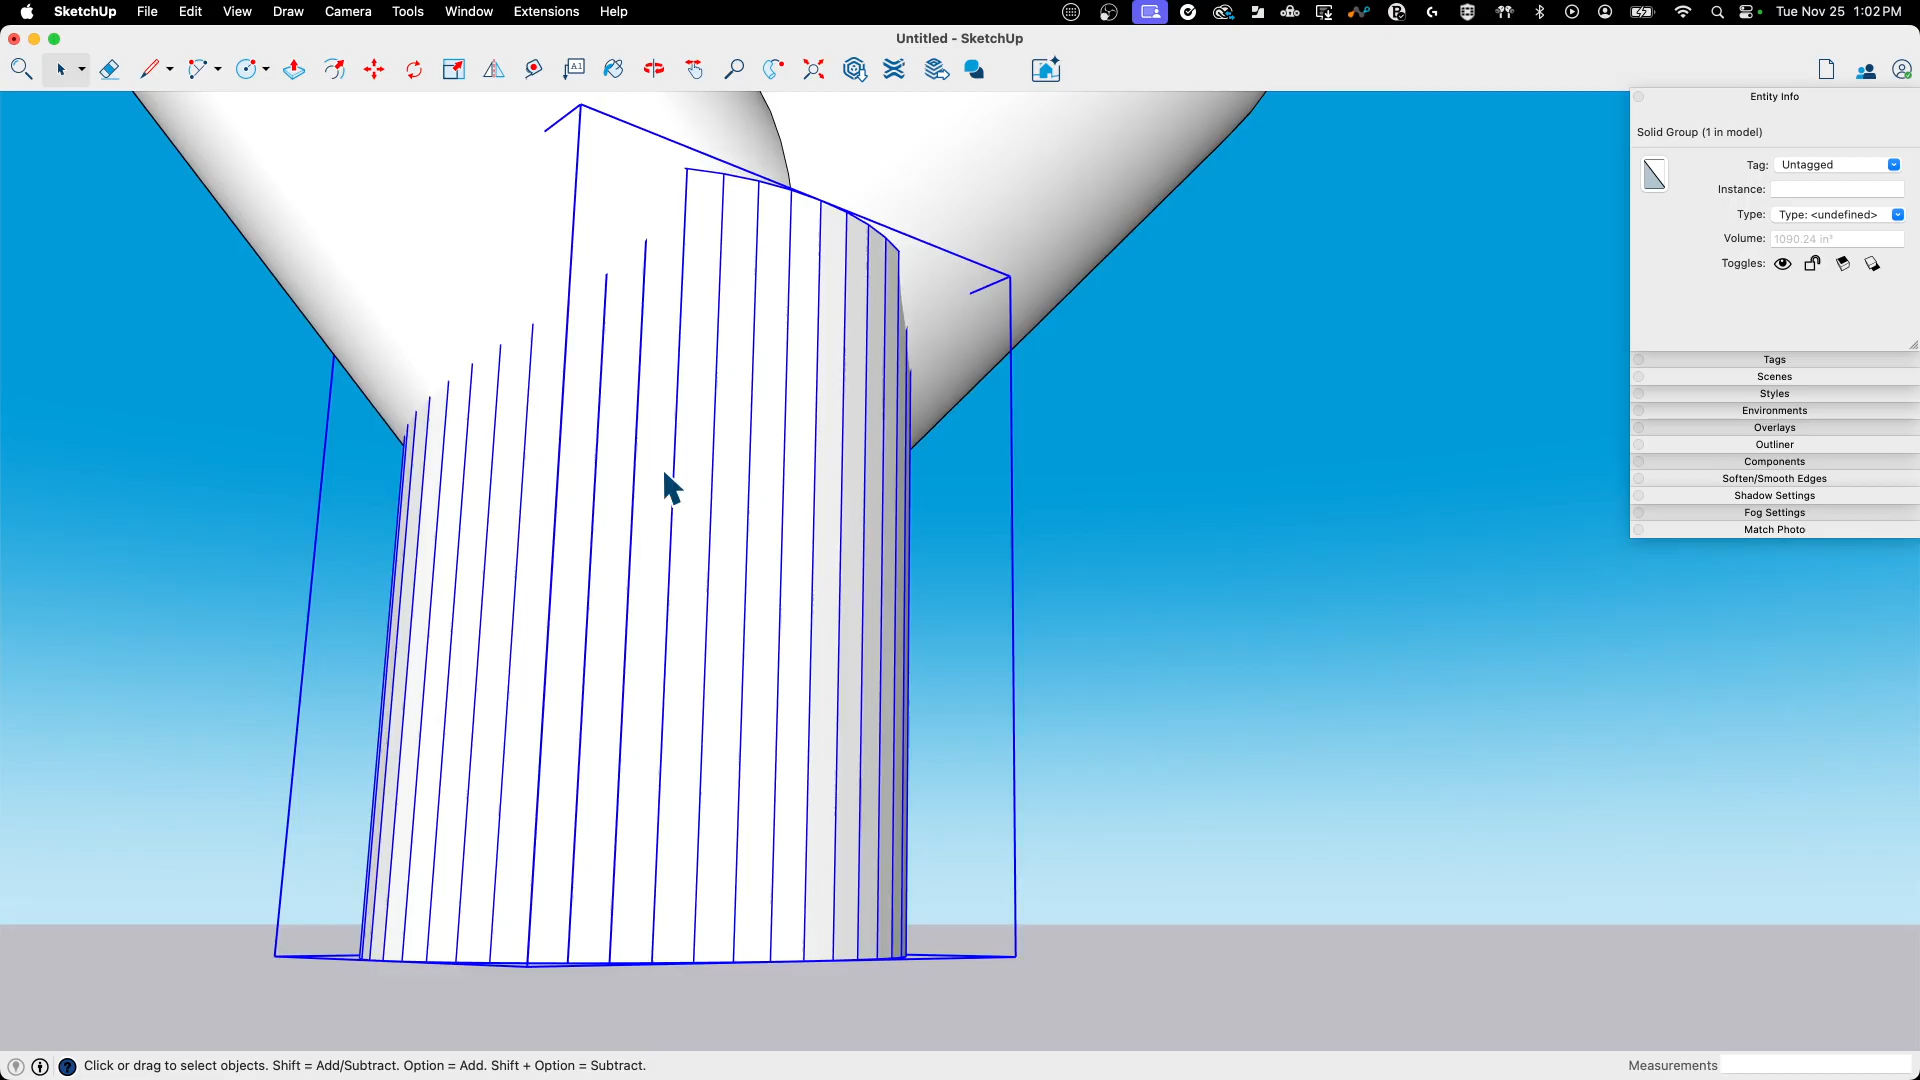 SketchUp File Edit View Draw Camera Tools Window Extensions Help Tue Nov 25 1:02 PM
Untitled - SketchUp
A1
Entity Info
Solid Group (1 in model)
Tag: Untagged
Instance:
Type: Type: <undefined>
Volume: 1090.24 in³
Toggles:
Tags
Scenes
Styles
Environments
Overlays
Outliner
Components
Soften/Smooth Edges
Shadow Settings
Fog Settings
Match Photo
Click or drag to select objects. Shift = Add/Subtract. Option = Add. Shift + Option = Subtract. Measurements